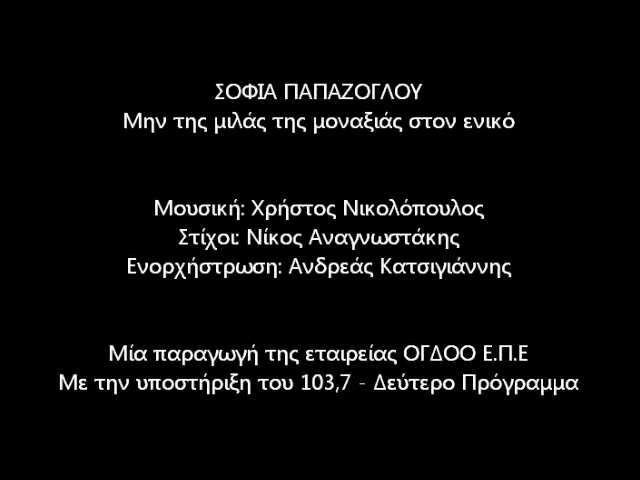 ΣΟΦΙΑ ΠΑΠΑΖΟΓΛΟΥ
Μην της μιλάς της μοναξιάς στον ενικό
Μουσική: Χρήστος Νικολόπουλος
Στίχοι: Νίκος Αναγνωστάκης
Ενορχήστρωση: Ανδρεάς Κατσιγιάννης
Μία παραγωγή της εταιρείας ΟΓΔΟΟ Ε.Π.Ε
Με την υποστήριξη του 103,7 - Δεύτερο Πρόγραμμα